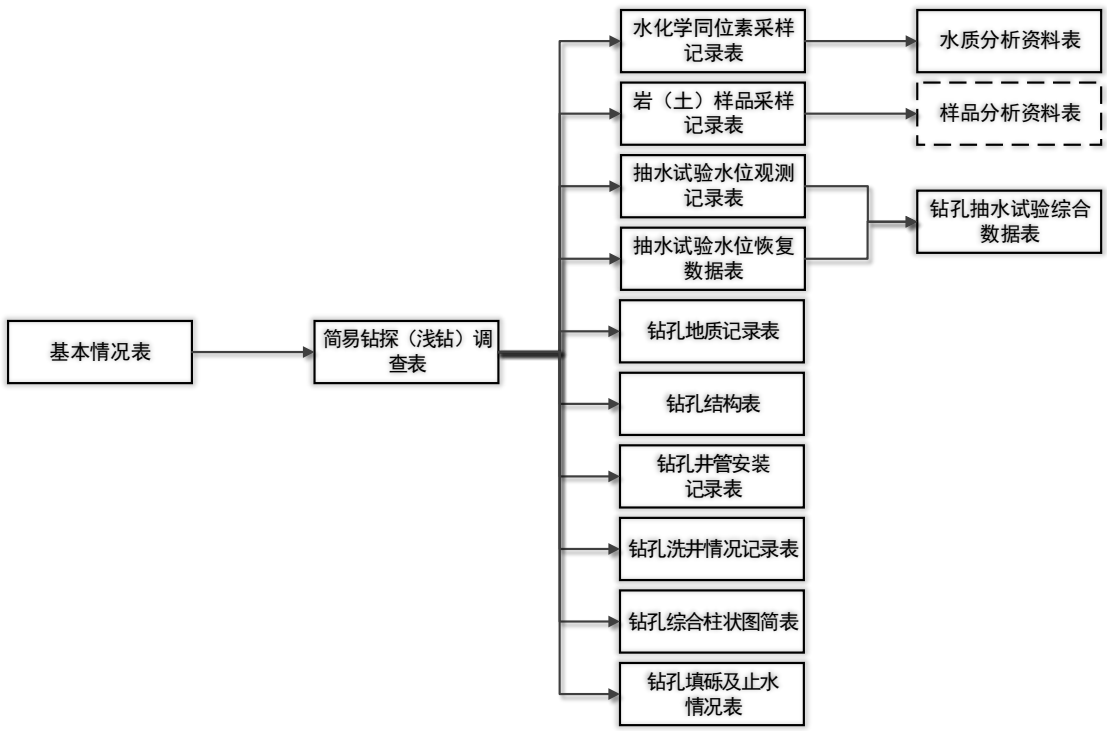 水化学同位素采样
记录表
水质分析资料表
岩（土）样品采样
记录表
样品分析资料表
抽水试验水位观测
记录表
钻孔抽水试验综合
数据表
抽水试验水位恢复
数据表
钻孔地质记录表
基本情况表
简易钻探（浅钻）调
查表
钻孔结构表
钻孔井管安装
记录表
钻孔洗井情况记录表
钻孔综合柱状图简表
钻孔填砾及止水
情况表